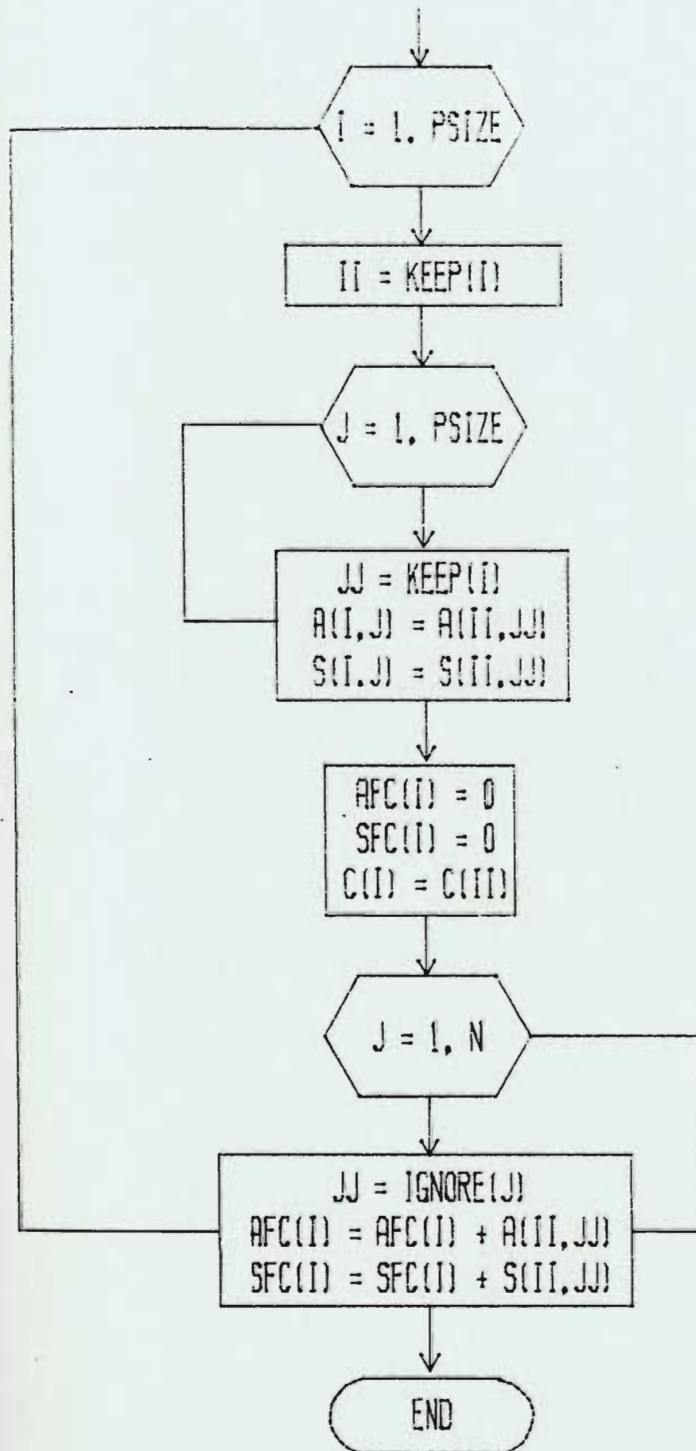 I = 1, PSIZE
II = KEEP(I)
J = 1, PSIZE
JJ = KEEP(I)
A(I,J) = A(II,JJ)
S(I,J) = S(II,JJ)
AFC(I) = 0
SFC(I) = 0
C(I) = C(II)
J = 1, N
JJ = IGNORE(J)
AFC(I) = AFC(I) + A(II,JJ)
SFC(I) = SFC(I) + S(II,JJ)
END